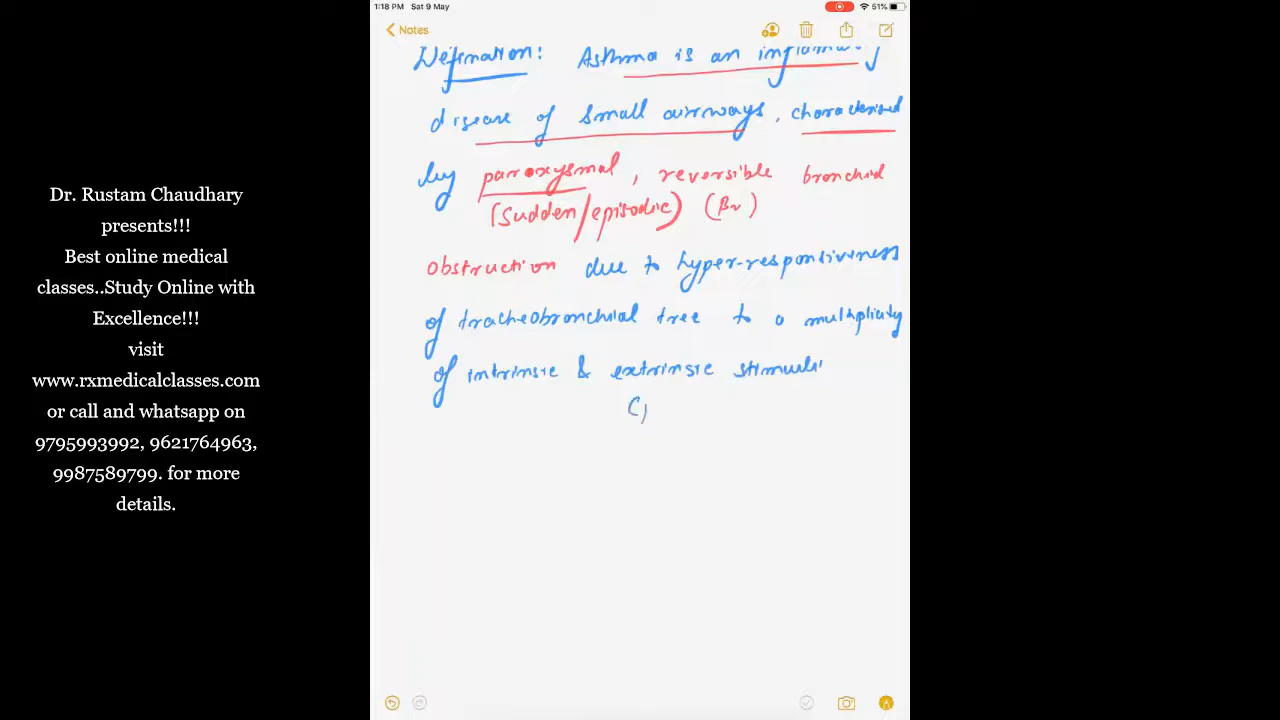 1:18 PM Sat 9 May
51%
Notes
Dr. Rustam Chaudhary
presents!!!
Best online medical
classes..Study Online with
Excellence!!!
visit
www.rxmedicalclasses.com
or call and whatsapp on
9795993992, 9621764963,
9987589799. for more
details.
Defination: Asthma is an
disease of small airways, characterised
by paroxysmal, reversible bronchial
(sudden/episodic) (β2)
obstruction due to hyper-responsiveness
of tracheobronchial tree to a multiplicity
of intrinsic & extrinsic stimuli
(